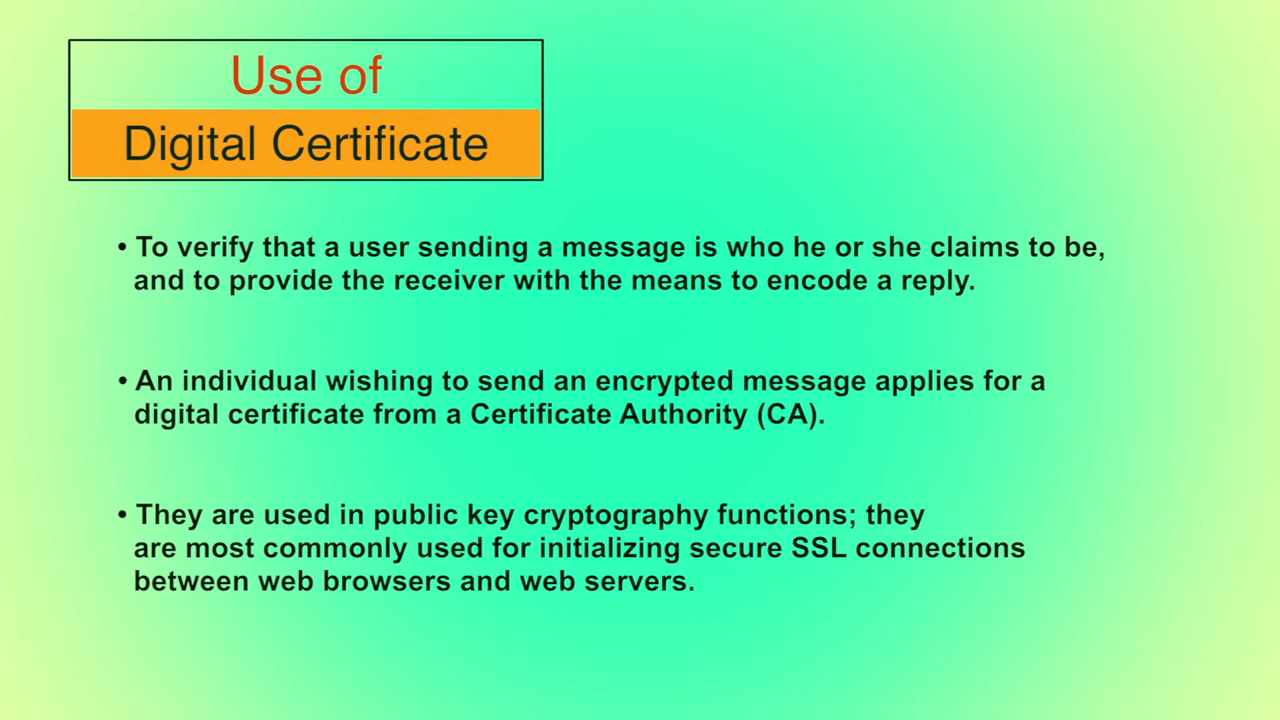 Use of
Digital Certificate
• To verify that a user sending a message is who he or she claims to be,
and to provide the receiver with the means to encode a reply.
• An individual wishing to send an encrypted message applies for a
digital certificate from a Certificate Authority (CA).
• They are used in public key cryptography functions; they
are most commonly used for initializing secure SSL connections
between web browsers and web servers.